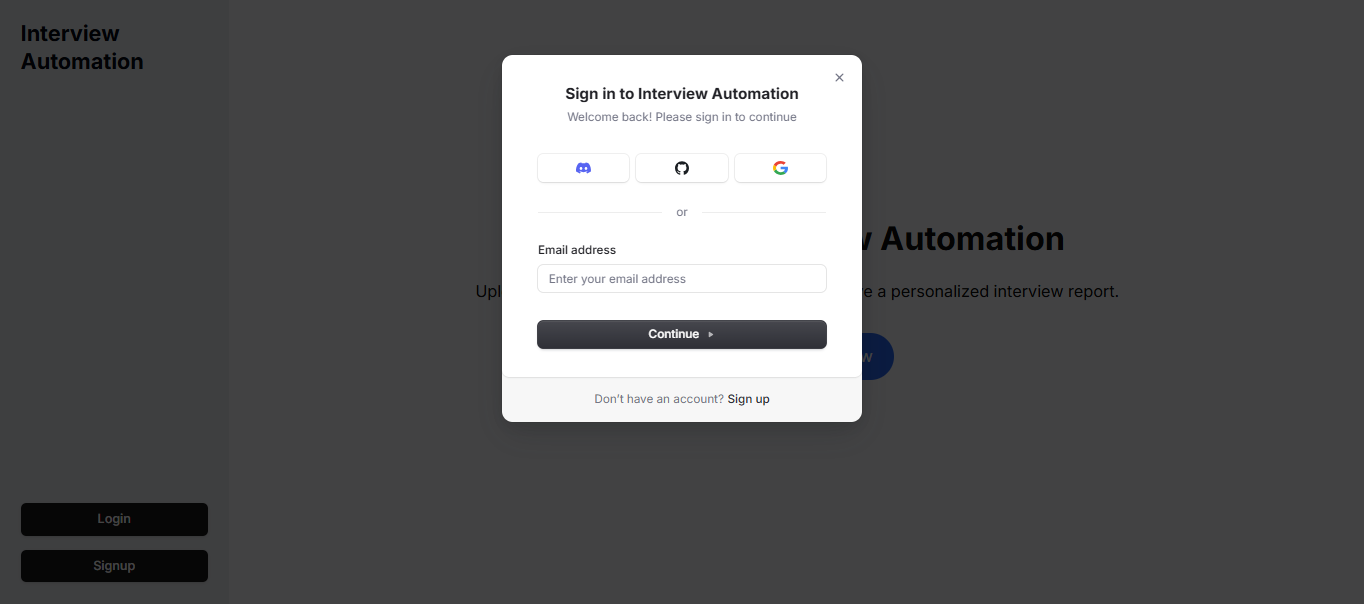 Interview
Automation
Sign in to Interview Automation
Welcome back! Please sign in to continue
or
Email address
Enter your email address
Continue
Don't have an account? Sign up
Automation
Upl
e a personalized interview report.
Login
Signup